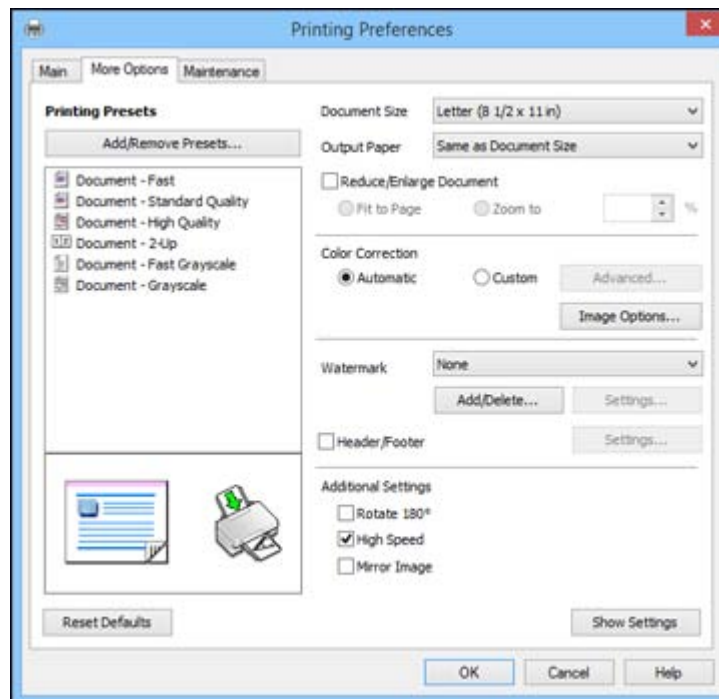 Printing Preferences
Main
More Options
Maintenance
Printing Presets
Add/Remove Presets...
Document - Fast
Document - Standard Quality
Document - High Quality
Document - 2-Up
Document - Fast Grayscale
Document - Grayscale
Reset Defaults
Document Size
Letter (8 1/2 x 11 in)
Output Paper
Same as Document Size
Reduce/Enlarge Document
Fit to Page
Zoom to
%
Color Correction
Automatic
Custom
Advanced...
Image Options...
Watermark
None
Add/Delete...
Settings...
Header/Footer
Settings...
Additional Settings
Rotate 180°
High Speed
Mirror Image
Show Settings
OK
Cancel
Help